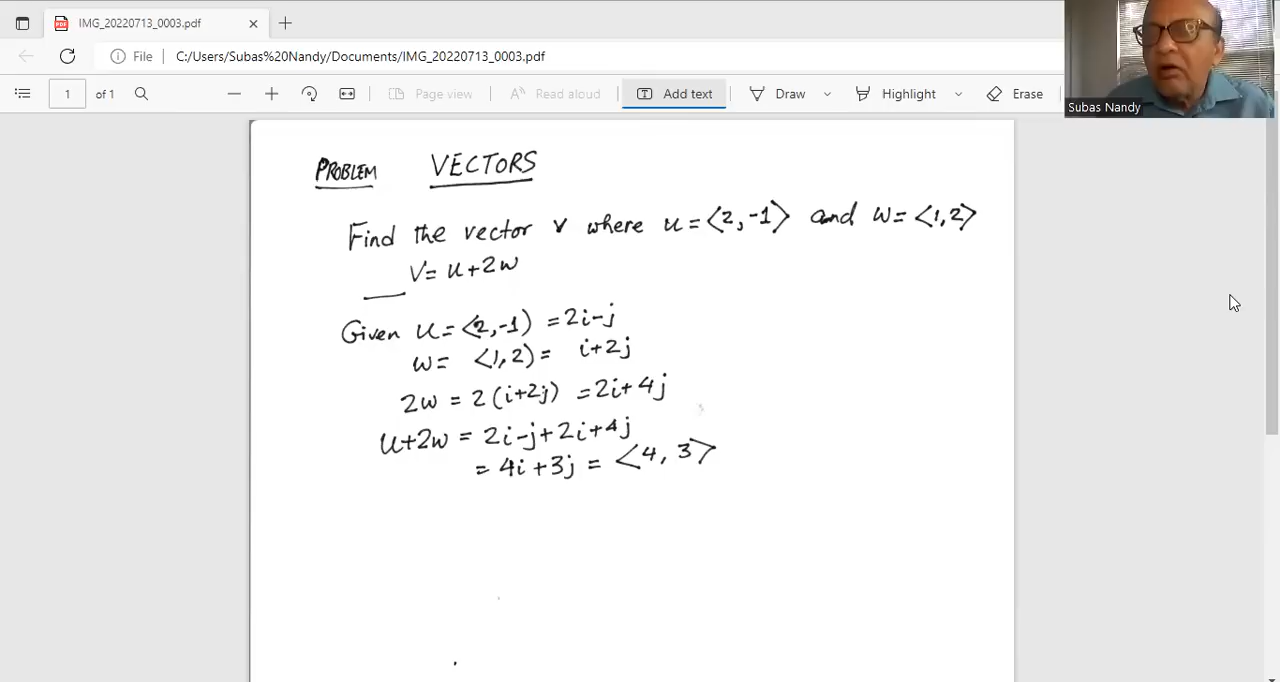 IMG_20220713_0003.pdf
File C:/Users/Subas%20Nandy/Documents/IMG_20220713_0003.pdf
1 of 1 Page view Read aloud Add text Draw Highlight Erase
Subas Nandy
PROBLEM VECTORS
Find the vector v where u = <2, -1> and w = <1, 2>
V = u+2w
Given u = <2, -1) = 2i-j
w = <1, 2) = i+2j
2w = 2(i+2j) = 2i+4j
u+2w = 2i-j+2i+4j
= 4i+3j = <4, 3>